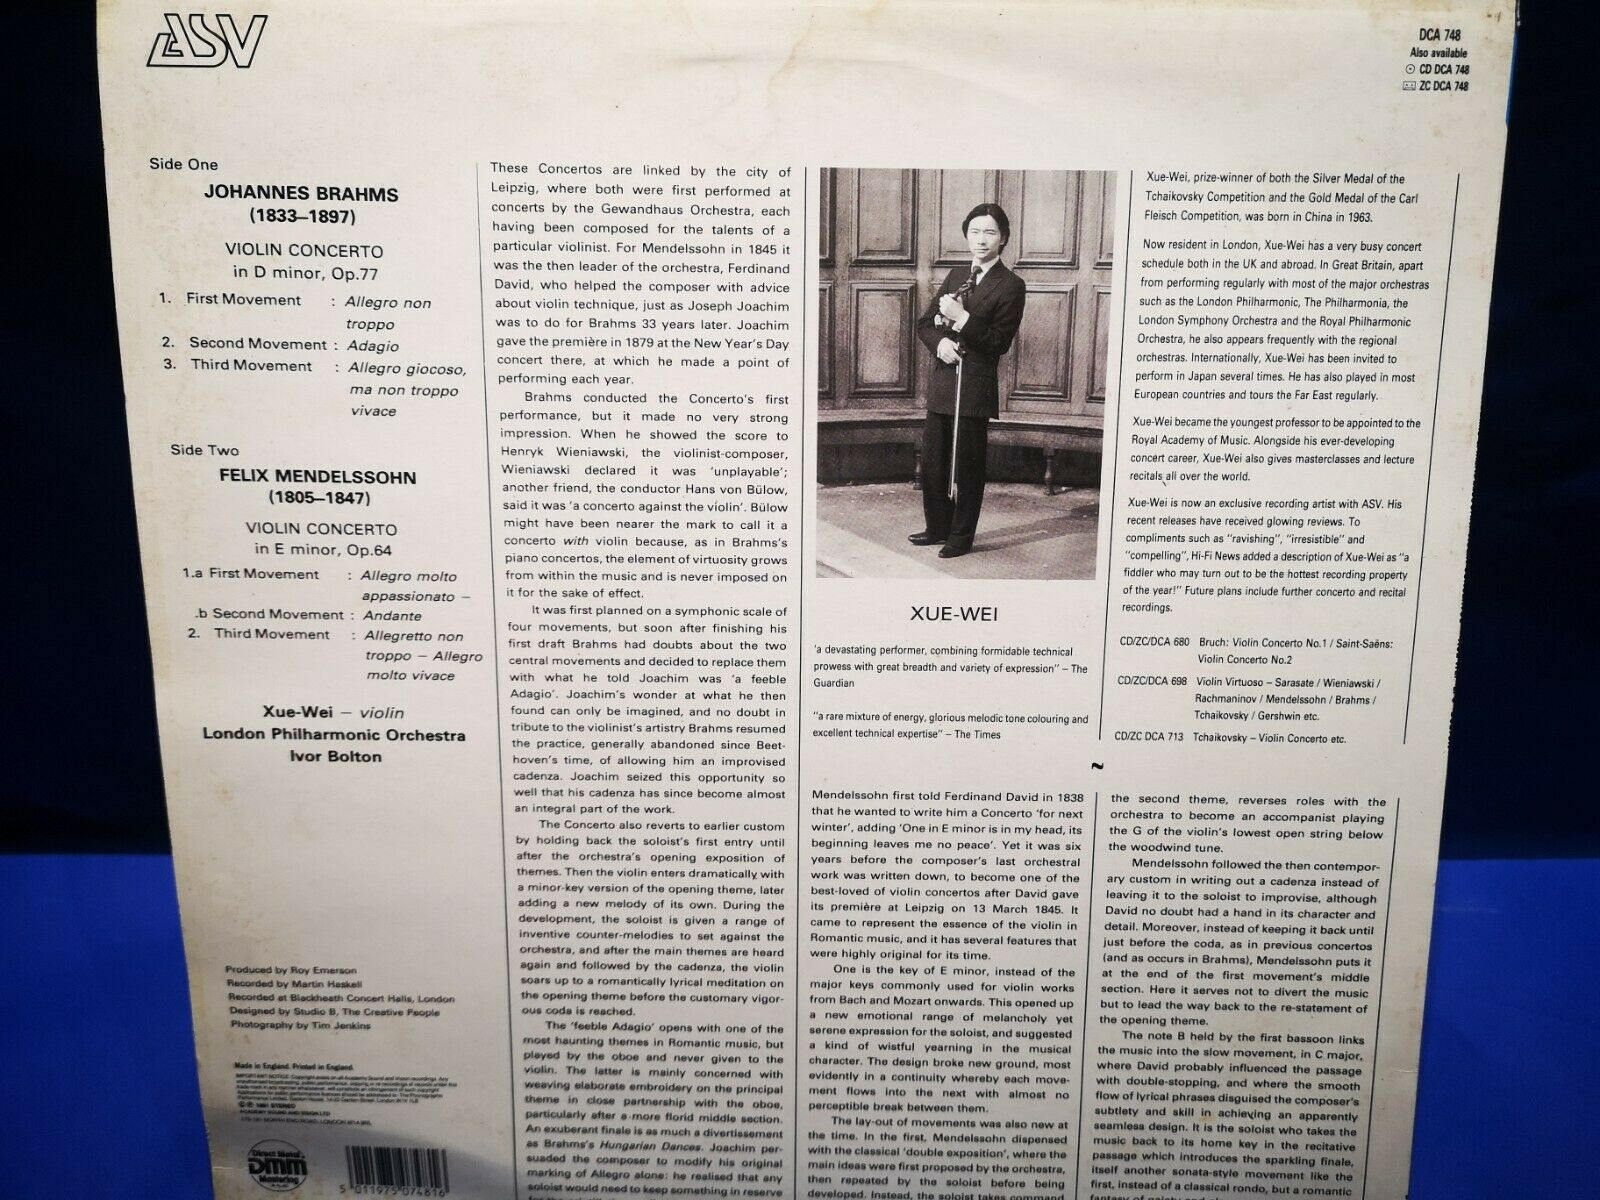 ASV
DCA 748
Also available
CD DCA 748
ZC DCA 748
Side One
JOHANNES BRAHMS
(1833–1897)
VIOLIN CONCERTO
in D minor, Op.77
1. First Movement : Allegro non
troppo
2. Second Movement : Adagio
3. Third Movement : Allegro giocoso,
ma non troppo
vivace
Side Two
FELIX MENDELSSOHN
(1805–1847)
VIOLIN CONCERTO
in E minor, Op.64
1.a First Movement : Allegro molto
appassionato –
.b Second Movement : Andante
2. Third Movement : Allegretto non
troppo – Allegro
molto vivace
Xue-Wei – violin
London Philharmonic Orchestra
Ivor Bolton
Produced by Roy Emerson
Recorded by Martin Haskell
Recorded at Blackheath Concert Halls, London
Designed by Studio B, The Creative People
Photography by Tim Jenkins
Made in England. Printed in England.
Direct Metal
DMM
Mastering
5 011975 074816
These Concertos are linked by the city of
Leipzig, where both were first performed at
concerts by the Gewandhaus Orchestra, each
having been composed for the talents of a
particular violinist. For Mendelssohn in 1845 it
was the then leader of the orchestra, Ferdinand
David, who helped the composer with advice
about violin technique, just as Joseph Joachim
was to do for Brahms 33 years later. Joachim
gave the première in 1879 at the New Year's Day
concert there, at which he made a point of
performing each year.
Brahms conducted the Concerto's first
performance, but it made no very strong
impression. When he showed the score to
Henryk Wieniawski, the violinist-composer,
Wieniawski declared it was 'unplayable';
another friend, the conductor Hans von Bülow,
said it was 'a concerto against the violin'. Bülow
might have been nearer the mark to call it a
concerto with violin because, as in Brahms's
piano concertos, the element of virtuosity grows
from within the music and is never imposed on
it for the sake of effect.
It was first planned on a symphonic scale of
four movements, but soon after finishing his
first draft Brahms had doubts about the two
central movements and decided to replace them
with what he told Joachim was 'a feeble
Adagio'. Joachim's wonder at what he then
found can only be imagined, and no doubt in
tribute to the violinist's artistry Brahms resumed
the practice, generally abandoned since Beet-
hoven's time, of allowing him an improvised
cadenza. Joachim seized this opportunity so
well that his cadenza has since become almost
an integral part of the work.
The Concerto also reverts to earlier custom
by holding back the soloist's first entry until
after the orchestra's opening exposition of
themes. Then the violin enters dramatically with
a minor-key version of the opening theme, later
adding a new melody of its own. During the
development, the soloist is given a range of
inventive counter-melodies to set against the
orchestra, and after the main themes are heard
again and followed by the cadenza, the violin
soars up to a romantically lyrical meditation on
the opening theme before the customary vigor-
ous coda is reached.
The 'feeble Adagio' opens with one of the
most haunting themes in Romantic music, but
played by the oboe and never given to the
violin. The latter is mainly concerned with
weaving elaborate embroidery on the principal
theme in close partnership with the oboe,
particularly after a more florid middle section.
An exuberant finale is as much a divertissement
as Brahms's Hungarian Dances. Joachim per-
suaded the composer to modify his original
marking of Allegro alone: he realised that any
soloist would need to keep something in reserve
XUE-WEI
'a devastating performer, combining formidable technical
prowess with great breadth and variety of expression" – The
Guardian
"a rare mixture of energy, glorious melodic tone colouring and
excellent technical expertise" – The Times
Xue-Wei, prize-winner of both the Silver Medal of the
Tchaikovsky Competition and the Gold Medal of the Carl
Fleisch Competition, was born in China in 1963.
Now resident in London, Xue-Wei has a very busy concert
schedule both in the UK and abroad. In Great Britain, apart
from performing regularly with most of the major orchestras
such as the London Philharmonic, The Philharmonia, the
London Symphony Orchestra and the Royal Philharmonic
Orchestra, he also appears frequently with the regional
orchestras. Internationally, Xue-Wei has been invited to
perform in Japan several times. He has also played in most
European countries and tours the Far East regularly.
Xue-Wei became the youngest professor to be appointed to the
Royal Academy of Music. Alongside his ever-developing
concert career, Xue-Wei also gives masterclasses and lecture
recitals all over the world.
Xue-Wei is now an exclusive recording artist with ASV. His
recent releases have received glowing reviews. To
compliments such as "ravishing", "irresistible" and
"compelling", Hi-Fi News added a description of Xue-Wei as "a
fiddler who may turn out to be the hottest recording property
of the year!" Future plans include further concerto and recital
recordings.
CD/ZC/DCA 680 Bruch: Violin Concerto No.1 / Saint-Saëns:
Violin Concerto No.2
CD/ZC/DCA 698 Violin Virtuoso – Sarasate / Wieniawski /
Rachmaninov / Mendelssohn / Brahms /
Tchaikovsky / Gershwin etc.
CD/ZC DCA 713 Tchaikovsky – Violin Concerto etc.
~
Mendelssohn first told Ferdinand David in 1838
that he wanted to write him a Concerto 'for next
winter', adding 'One in E minor is in my head, its
beginning leaves me no peace'. Yet it was six
years before the composer's last orchestral
work was written down, to become one of the
best-loved of violin concertos after David gave
its première at Leipzig on 13 March 1845. It
came to represent the essence of the violin in
Romantic music, and it has several features that
were highly original for its time.
One is the key of E minor, instead of the
major keys commonly used for violin works
from Bach and Mozart onwards. This opened up
a new emotional range of melancholy yet
serene expression for the soloist, and suggested
a kind of wistful yearning in the musical
character. The design broke new ground, most
evidently in a continuity whereby each move-
ment flows into the next with almost no
perceptible break between them.
The lay-out of movements was also new at
the time. In the first, Mendelssohn dispensed
with the classical 'double exposition', where the
main ideas were first proposed by the orchestra,
then repeated by the soloist before being
developed. Instead, the soloist takes command
the second theme, reverses roles with the
orchestra to become an accompanist playing
the G of the violin's lowest open string below
the woodwind tune.
Mendelssohn followed the then contempor-
ary custom in writing out a cadenza instead of
leaving it to the soloist to improvise, although
David no doubt had a hand in its character and
detail. Moreover, instead of keeping it back until
just before the coda, as in previous concertos
(and as occurs in Brahms), Mendelssohn puts it
at the end of the first movement's middle
section. Here it serves not to divert the music
but to lead the way back to the re-statement of
the opening theme.
The note B held by the first bassoon links
the music into the slow movement, in C major,
where David probably influenced the passage
with double-stopping, and where the smooth
flow of lyrical phrases disguised the composer's
subtlety and skill in achieving an apparently
seamless design. It is the soloist who takes the
music back to its home key in the recitative
passage which introduces the sparkling finale,
itself another sonata-style movement like the
first, instead of a classical rondo, but a romantic